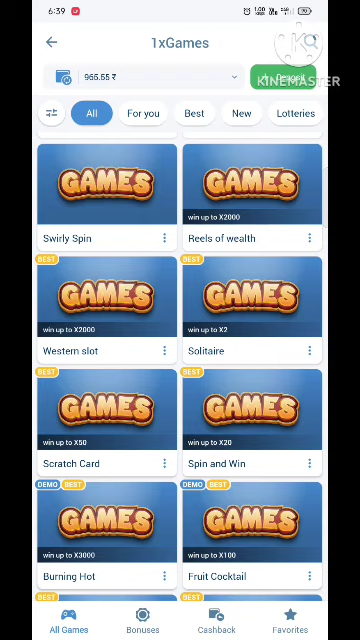 6:39
1.00 KB/S
1xGames
965.55 ₹
Deposit
KINEMASTER
All
For you
Best
New
Lotteries
GAMES
GAMES
win up to X2000
Swirly Spin
Reels of wealth
BEST
GAMES
GAMES
win up to X2000
win up to X2
Western slot
Solitaire
BEST
BEST
GAMES
GAMES
win up to X50
win up to X20
Scratch Card
Spin and Win
DEMO
BEST
DEMO
BEST
GAMES
GAMES
win up to X3000
win up to X100
Burning Hot
Fruit Cocktail
All Games
Bonuses
Cashback
Favorites